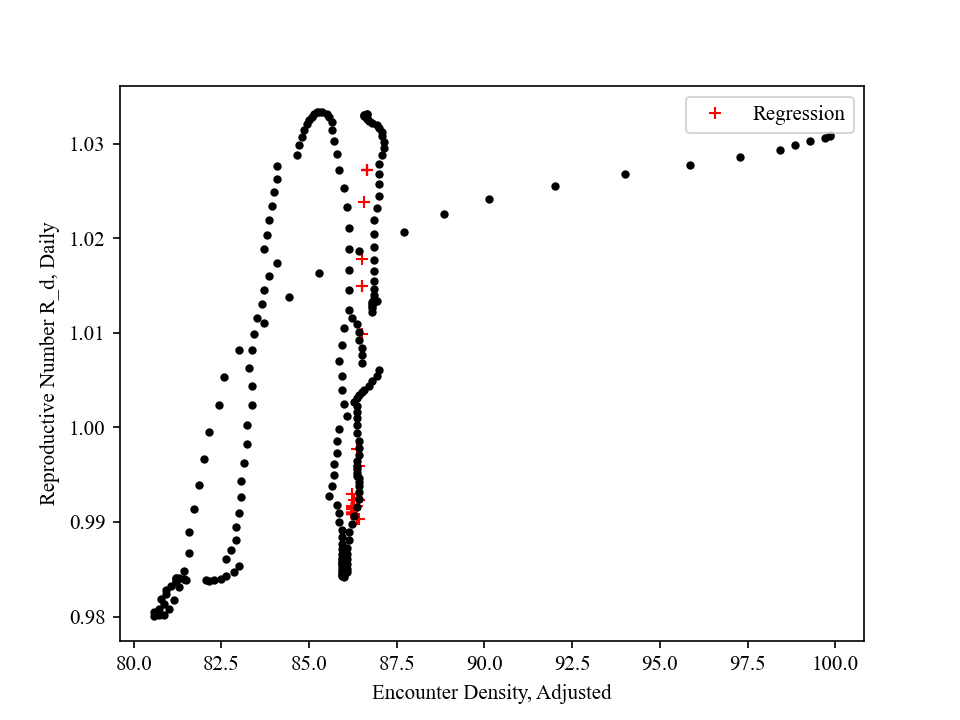 Regression
1.03
1.02
1.01
1.00
0.99
0.98
Reproductive Number R_d, Daily
80.0 82.5 85.0 87.5 90.0 92.5 95.0 97.5 100.0
Encounter Density, Adjusted